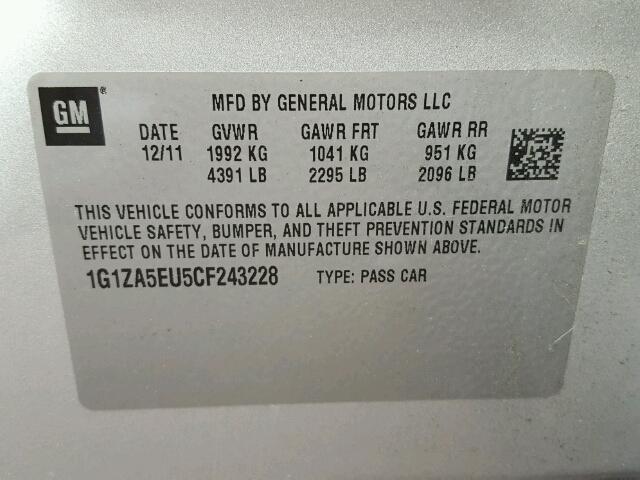 GM ®
MFD BY GENERAL MOTORS LLC
DATE GVWR GAWR FRT GAWR RR
12/11 1992 KG 1041 KG 951 KG
4391 LB 2295 LB 2096 LB
THIS VEHICLE CONFORMS TO ALL APPLICABLE U.S. FEDERAL MOTOR
VEHICLE SAFETY, BUMPER, AND THEFT PREVENTION STANDARDS IN
EFFECT ON THE DATE OF MANUFACTURE SHOWN ABOVE.
1G1ZA5EU5CF243228 TYPE: PASS CAR